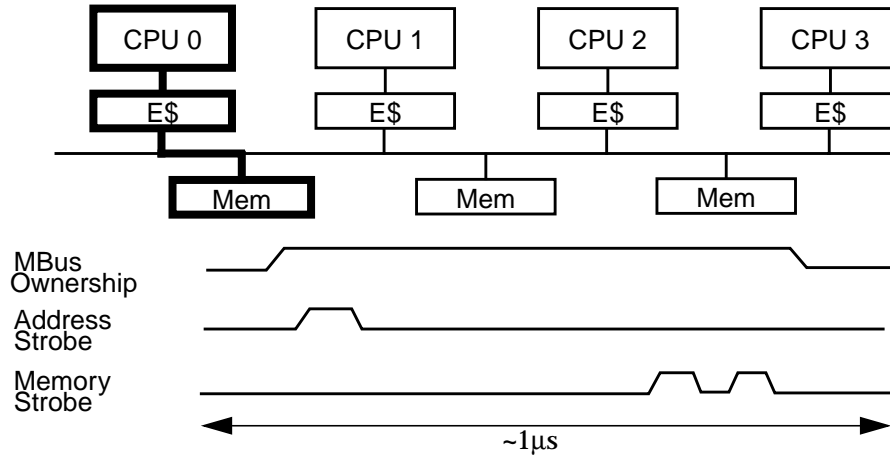 CPU 0
CPU 1
CPU 2
CPU 3
E$
E$
E$
E$
Mem
Mem
Mem
MBus
Ownership
Address
Strobe
Memory
Strobe
~1µs